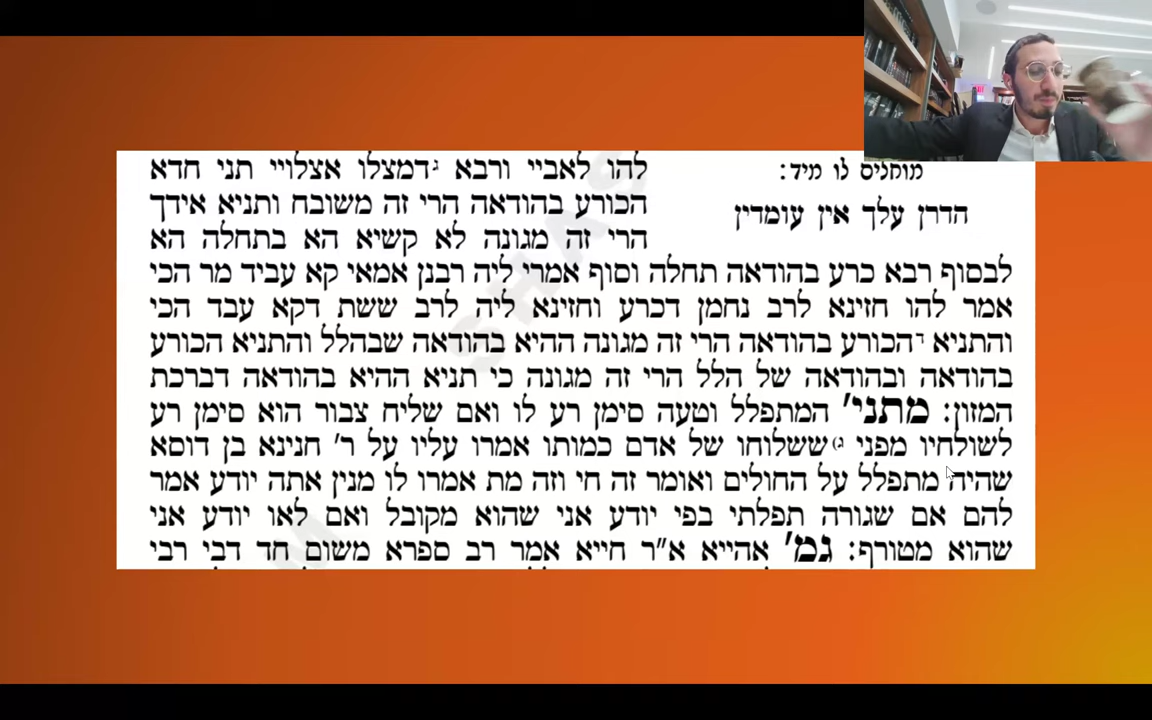 להו לאביי ורבא ג דמצלו אצלויי תני חדא
הכורע בהודאה הרי זה משובח ותניא אידך
הרי זה מגונה לא קשיא הא בתחלה הא
מוחלים לו מיד:
הדרן עלך אין עומדין
לבסוף רבא כרע בהודאה תחלה וסוף אמרי ליה רבנן אמאי קא עביד מר הכי
אמר להו חזינא לרב נחמן דכרע וחזינא ליה לרב ששת דקא עבד הכי
והתניא ד הכורע בהודאה הרי זה מגונה ההיא בהודאה שבהלל והתניא הכורע
בהודאה ובהודאה של הלל הרי זה מגונה כי תניא ההיא בהודאה דברכת
המזון: מתני׳ המתפלל וטעה סימן רע לו ואם שליח צבור הוא סימן רע
לשולחיו מפני ג) ששלוחו של אדם כמותו אמרו עליו על ר׳ חנינא בן דוסא
שהיה מתפלל על החולים ואומר זה חי וזה מת אמרו לו מנין אתה יודע אמר
להם אם שגורה תפלתי בפי יודע אני שהוא מקובל ואם לאו יודע אני
שהוא מטורף: גמ׳ אהייא א״ר חייא אמר רב ספרא משום חד דבי רבי
SHAS
EXIT